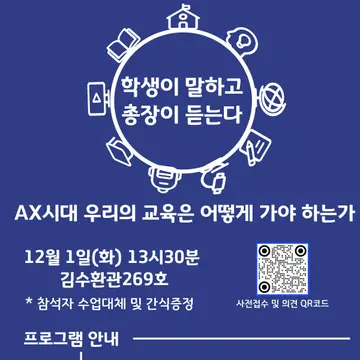 학생이 말하고
총장이 듣는다
AX시대 우리의 교육은 어떻게 가야 하는가
12월 1일(화) 13시30분
김수환관269호
* 참석자 수업대체 및 간식증정
사전접수 및 의견 QR코드
프로그램 안내